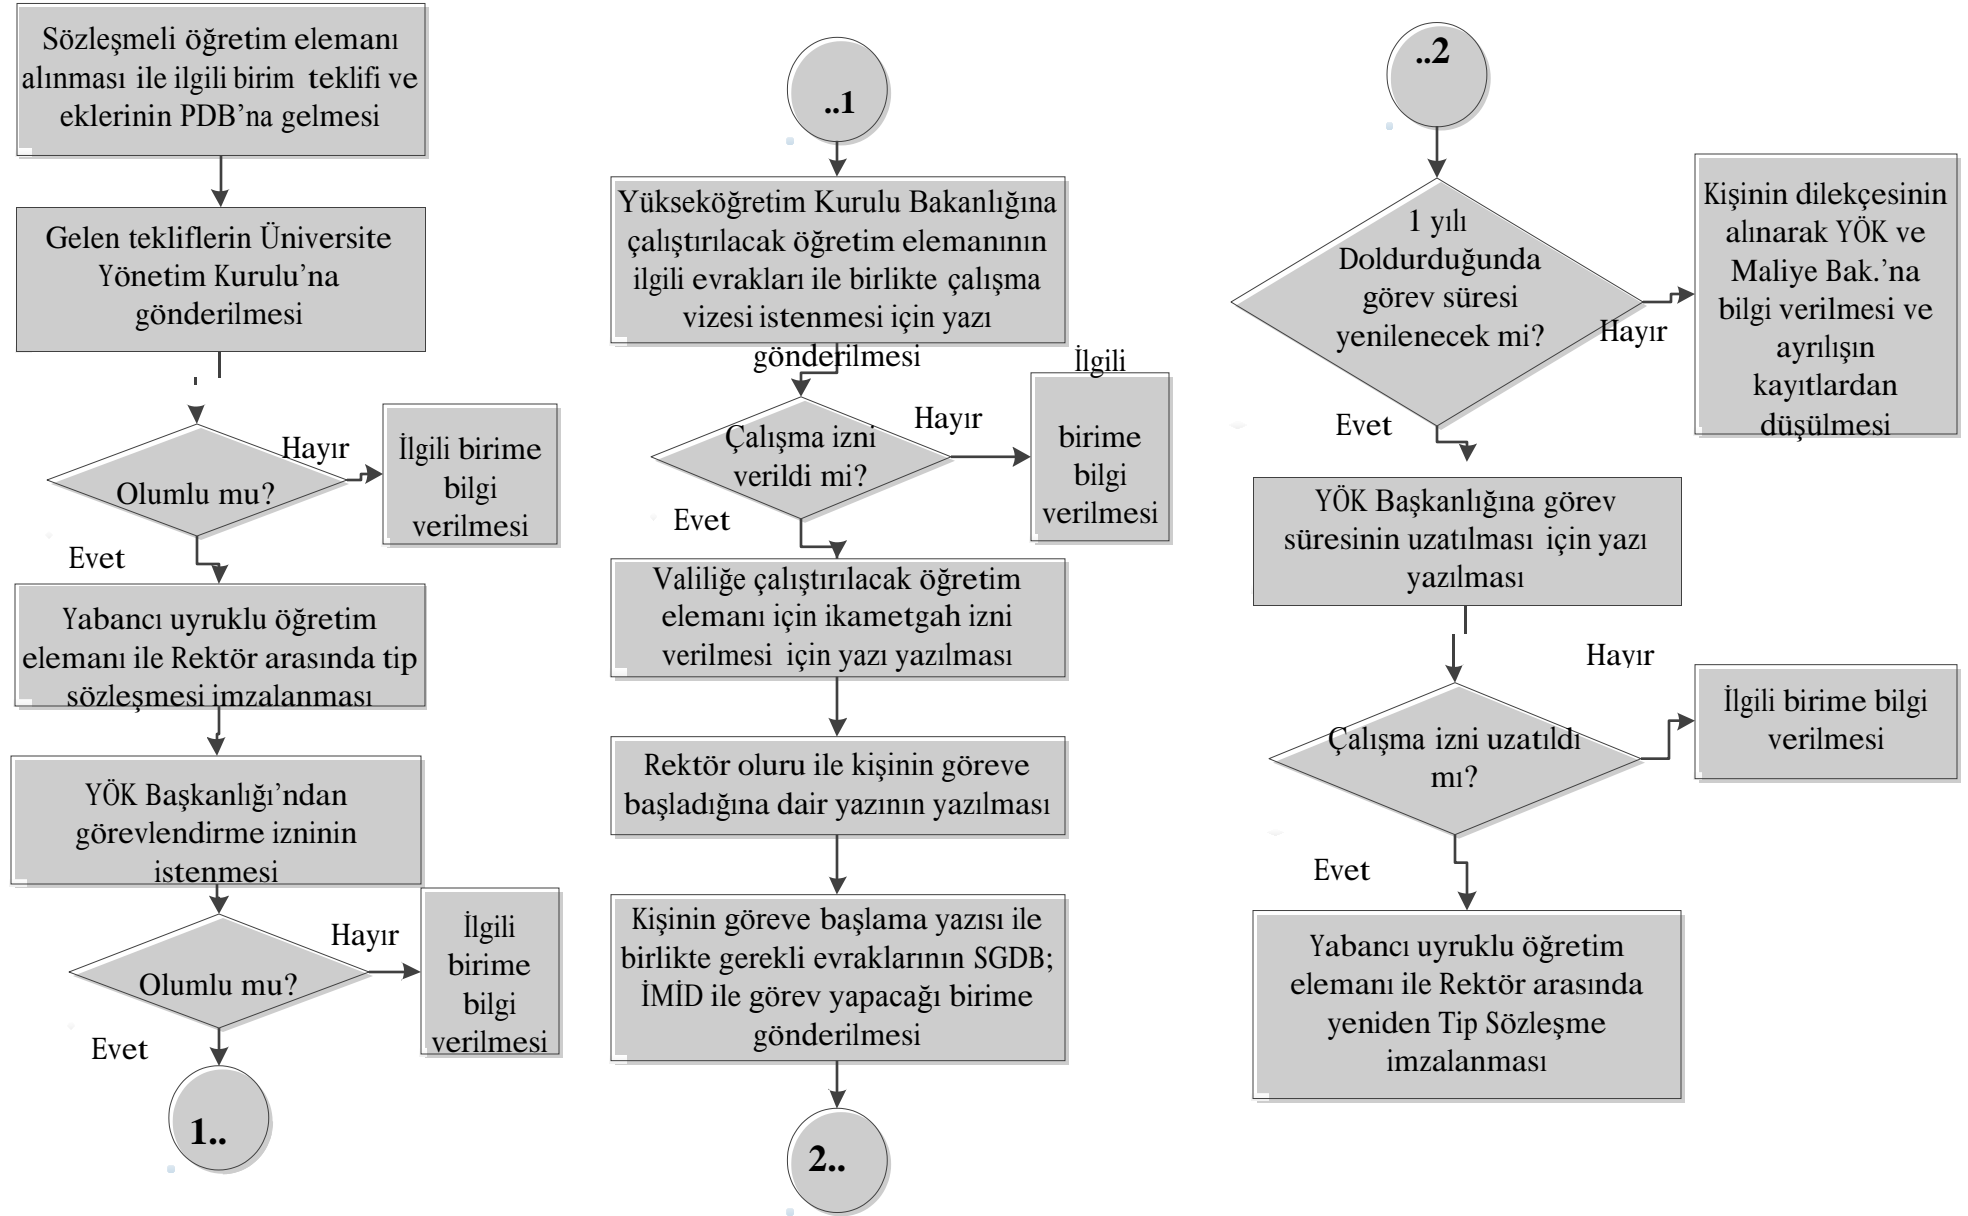 Sözleşmeli öğretim elemanı
alınması ile ilgili birim teklifi ve
eklerinin PDB’na gelmesi
Gelen tekliflerin Üniversite
Yönetim Kurulu’na
gönderilmesi
Olumlu mu?
Hayır
İlgili birime
bilgi
verilmesi
Evet
Yabancı uyruklu öğretim
elemanı ile Rektör arasında tip
sözleşmesi imzalanması
YÖK Başkanlığı’ndan
görevlendirme izninin
istenmesi
Olumlu mu?
Hayır
İlgili
birime
bilgi
verilmesi
Evet
1..
..1
Yükseköğretim Kurulu Bakanlığına
çalıştırılacak öğretim elemanının
ilgili evrakları ile birlikte çalışma
vizesi istenmesi için yazı
gönderilmesi
Çalışma izni
verildi mi?
Hayır
İlgili
birime
bilgi
verilmesi
Evet
Valiliğe çalıştırılacak öğretim
elemanı için ikametgah izni
verilmesi için yazı yazılması
Rektör oluru ile kişinin göreve
başladığına dair yazının yazılması
Kişinin göreve başlama yazısı ile
birlikte gerekli evraklarının SGDB;
İMİD ile görev yapacağı birime
gönderilmesi
2..
..2
1 yılı
Doldurduğunda
görev süresi
yenilenecek mi?
Hayır
Kişinin dilekçesinin
alınarak YÖK ve
Maliye Bak.’na
bilgi verilmesi ve
ayrılışın
kayıtlardan
düşülmesi
Evet
YÖK Başkanlığına görev
süresinin uzatılması için yazı
yazılması
Çalışma izni uzatıldı
mı?
Hayır
İlgili birime bilgi
verilmesi
Evet
Yabancı uyruklu öğretim
elemanı ile Rektör arasında
yeniden Tip Sözleşme
imzalanması